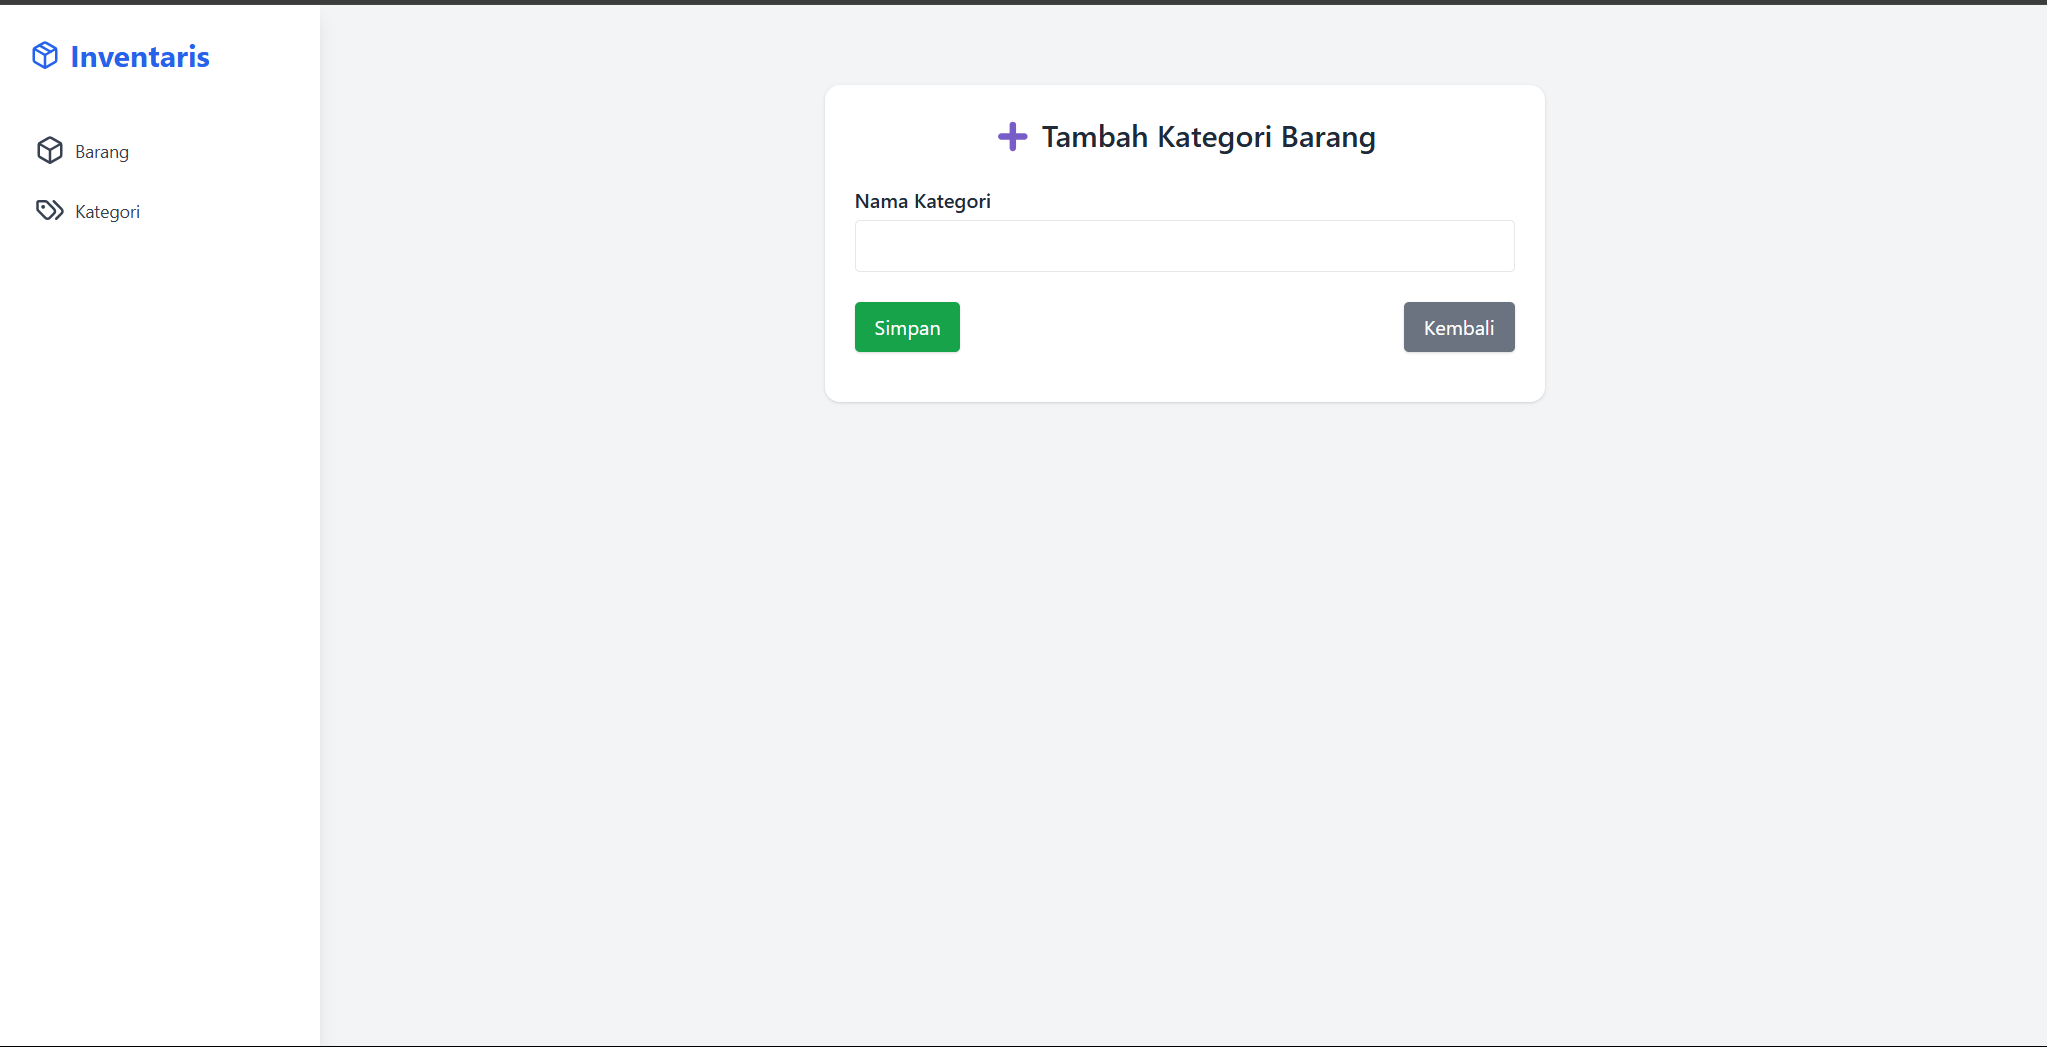 Inventaris
Barang
Kategori
Tambah Kategori Barang
Nama Kategori
Simpan
Kembali